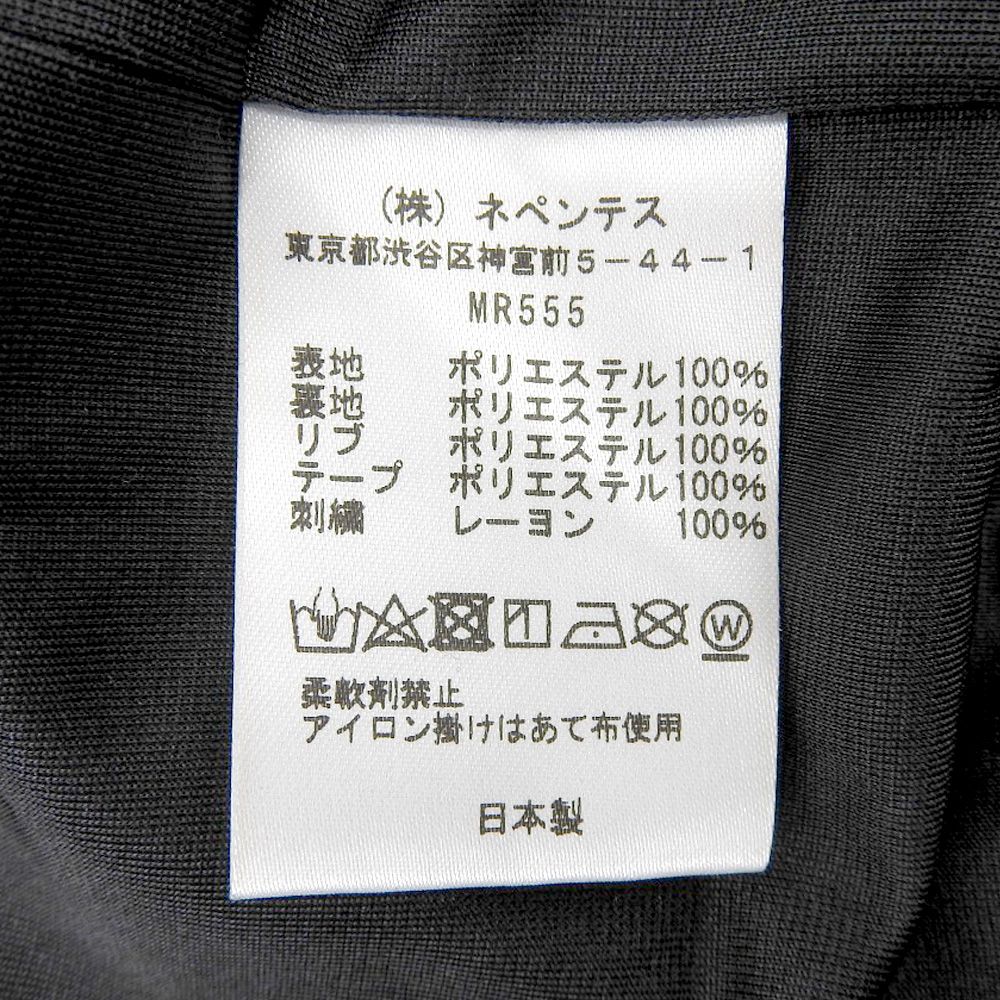 (株) ネペンテス
東京都渋谷区神宮前5-44-1
MR555
表地 ポリエステル100%
裏地 ポリエステル100%
リブ ポリエステル100%
テープ ポリエステル100%
刺繍 レーヨン 100%
W
柔軟剤禁止
アイロン掛けはあて布使用
日本製